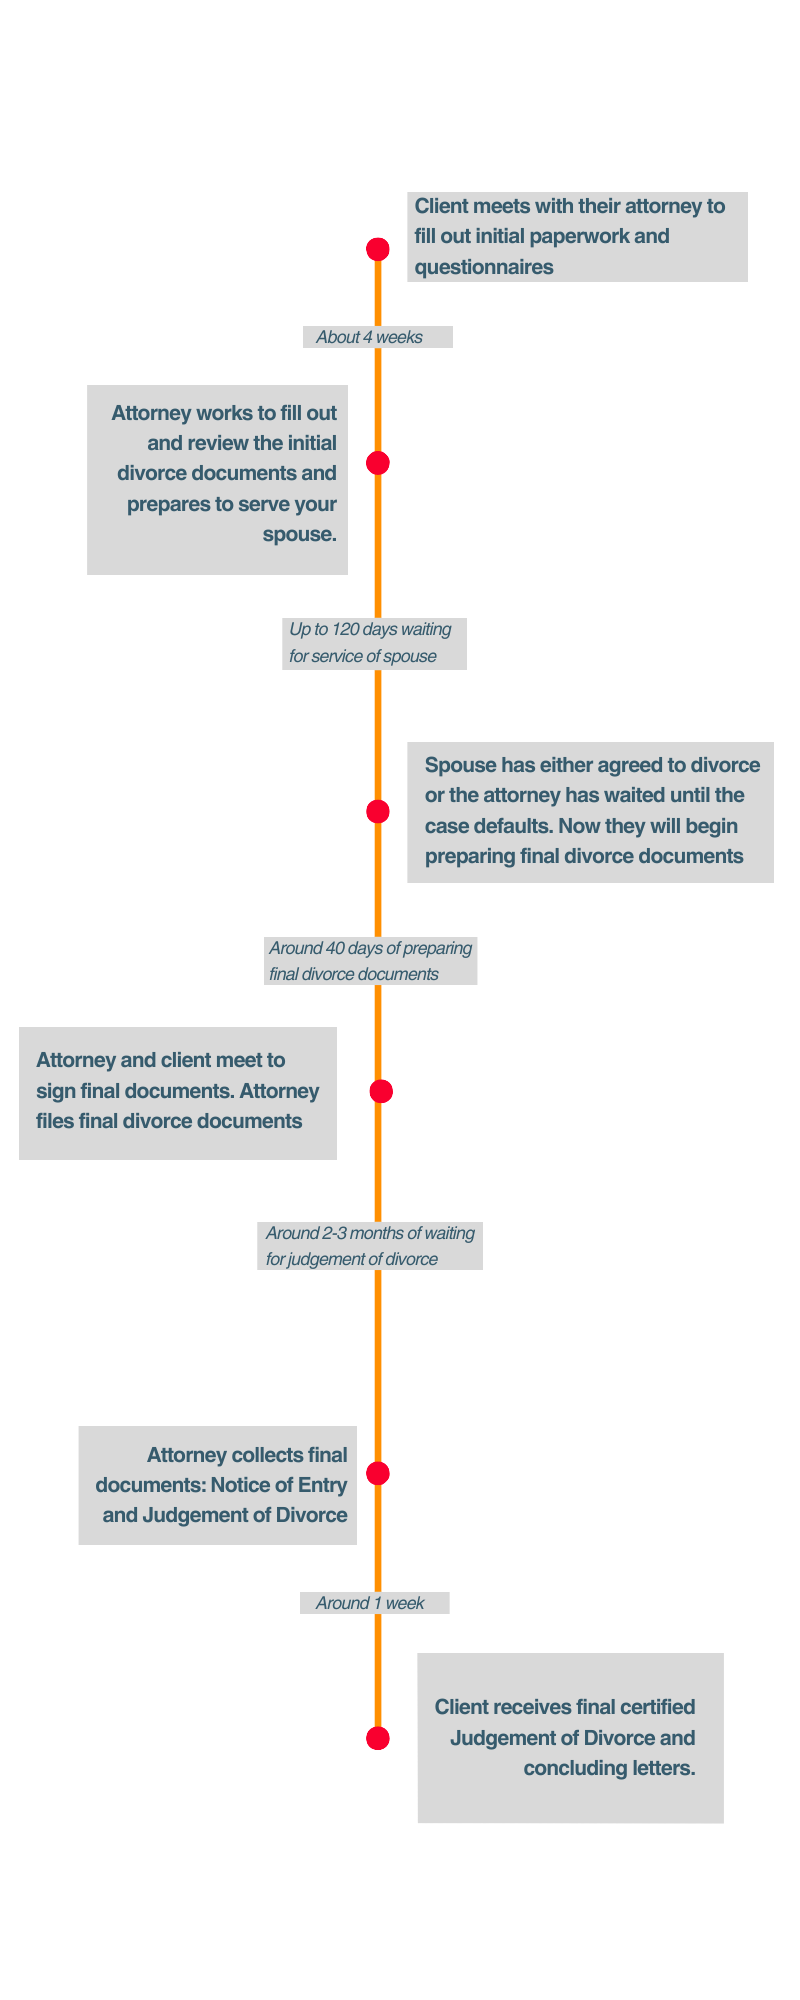 Client meets with their attorney to
fill out initial paperwork and
questionnaires
About 4 weeks
Attorney works to fill out
and review the initial
divorce documents and
prepares to serve your
spouse.
Up to 120 days waiting
for service of spouse
Spouse has either agreed to divorce
or the attorney has waited until the
case defaults. Now they will begin
preparing final divorce documents
Around 40 days of preparing
final divorce documents
Attorney and client meet to
sign final documents. Attorney
files final divorce documents
Around 2-3 months of waiting
for judgement of divorce
Attorney collects final
documents: Notice of Entry
and Judgement of Divorce
Around 1 week
Client receives final certified
Judgement of Divorce and
concluding letters.